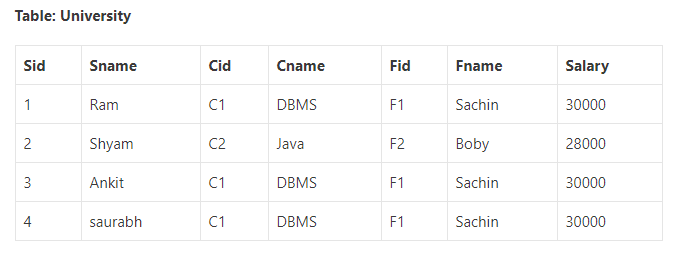 Table: University
Sid Sname Cid Cname Fid Fname Salary
1 Ram C1 DBMS F1 Sachin 30000
2 Shyam C2 Java F2 Boby 28000
3 Ankit C1 DBMS F1 Sachin 30000
4 saurabh C1 DBMS F1 Sachin 30000